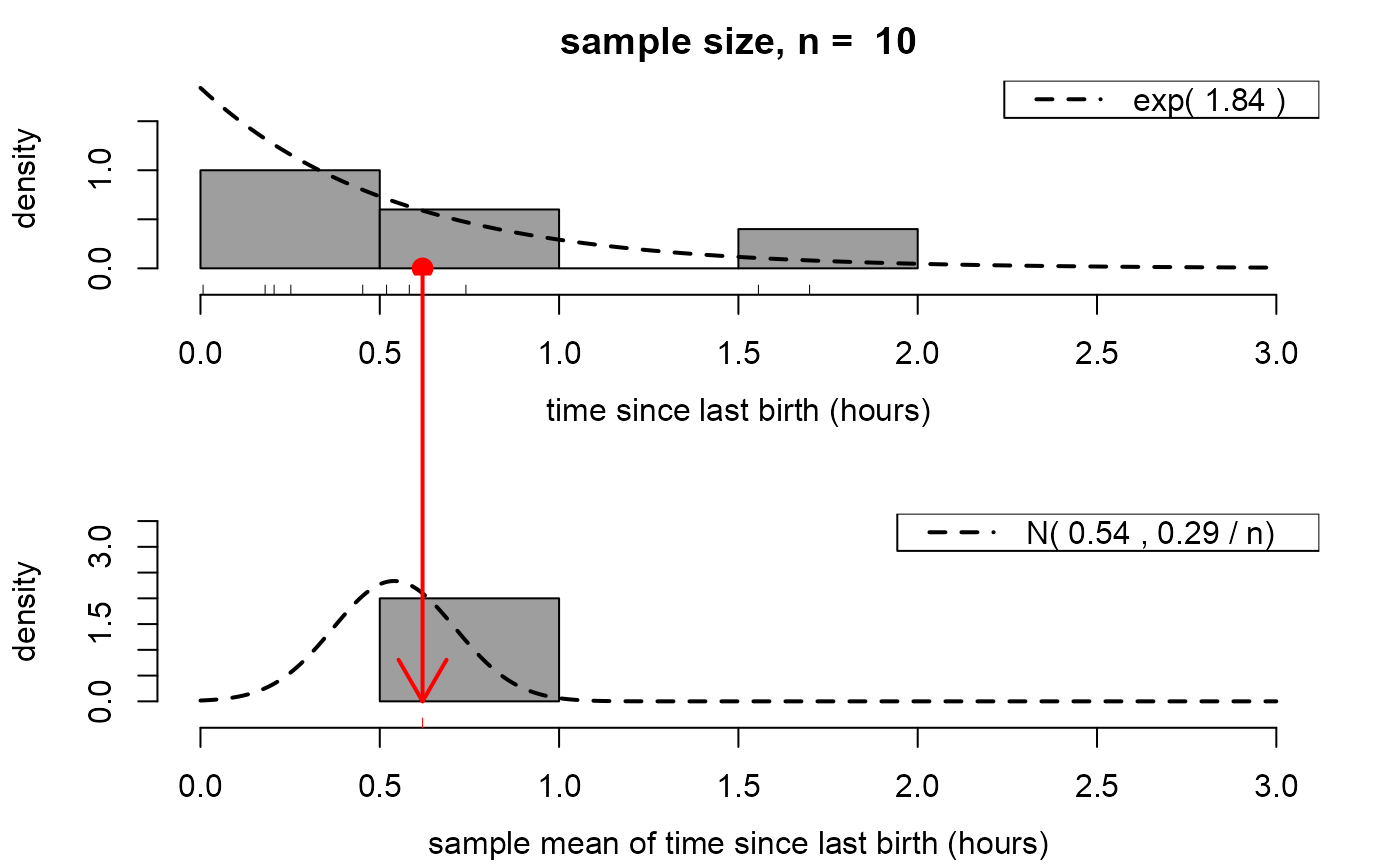 sample size, n =  10
exp( 1.84 )
density
0.0 1.0
0.0 0.5 1.0 1.5 2.0 2.5 3.0
time since last birth (hours)
N( 0.54 , 0.29 / n)
density
0.0 1.5 3.0
0.0 0.5 1.0 1.5 2.0 2.5 3.0
sample mean of time since last birth (hours)